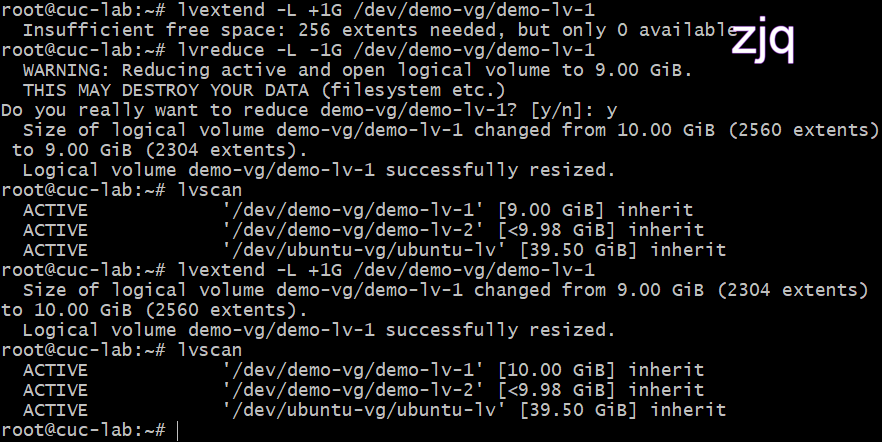 root@cuc-lab:~# lvextend -L +1G /dev/demo-vg/demo-lv-1
  Insufficient free space: 256 extents needed, but only 0 available
zjq
root@cuc-lab:~# lvreduce -L -1G /dev/demo-vg/demo-lv-1
  WARNING: Reducing active and open logical volume to 9.00 GiB.
  THIS MAY DESTROY YOUR DATA (filesystem etc.)
Do you really want to reduce demo-vg/demo-lv-1? [y/n]: y
  Size of logical volume demo-vg/demo-lv-1 changed from 10.00 GiB (2560 extents)
 to 9.00 GiB (2304 extents).
  Logical volume demo-vg/demo-lv-1 successfully resized.
root@cuc-lab:~# lvscan
  ACTIVE            '/dev/demo-vg/demo-lv-1' [9.00 GiB] inherit
  ACTIVE            '/dev/demo-vg/demo-lv-2' [<9.98 GiB] inherit
  ACTIVE            '/dev/ubuntu-vg/ubuntu-lv' [39.50 GiB] inherit
root@cuc-lab:~# lvextend -L +1G /dev/demo-vg/demo-lv-1
  Size of logical volume demo-vg/demo-lv-1 changed from 9.00 GiB (2304 extents)
to 10.00 GiB (2560 extents).
  Logical volume demo-vg/demo-lv-1 successfully resized.
root@cuc-lab:~# lvscan
  ACTIVE            '/dev/demo-vg/demo-lv-1' [10.00 GiB] inherit
  ACTIVE            '/dev/demo-vg/demo-lv-2' [<9.98 GiB] inherit
  ACTIVE            '/dev/ubuntu-vg/ubuntu-lv' [39.50 GiB] inherit
root@cuc-lab:~#